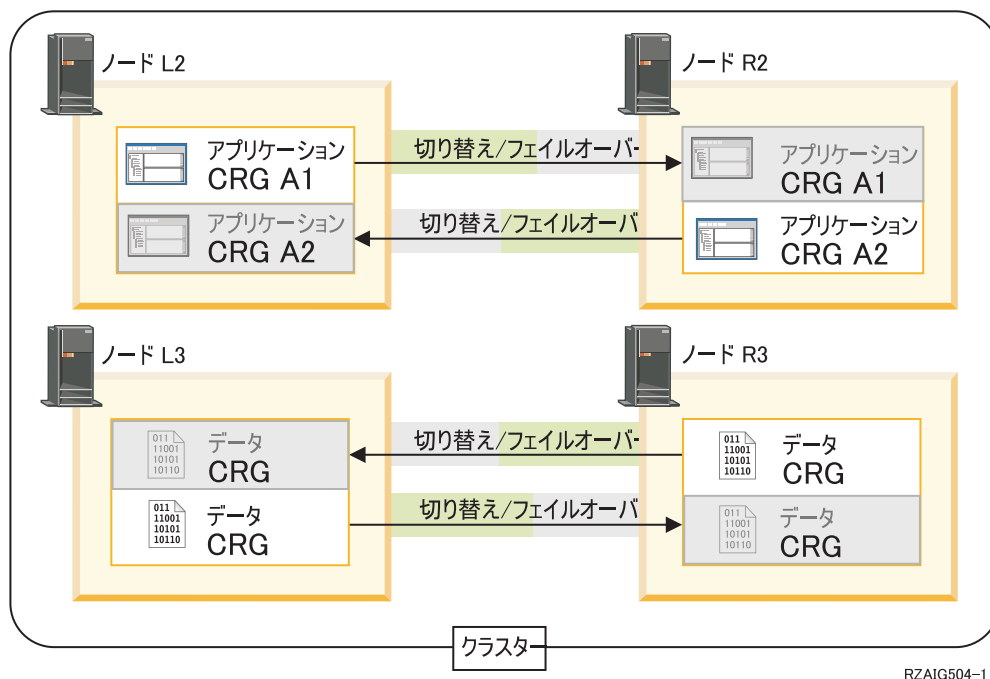 ノード L2
アプリケーション
CRG A1
アプリケーション
CRG A2
切り替え/フェイルオーバー
切り替え/フェイルオーバ
ノード R2
アプリケーション
CRG A1
アプリケーション
CRG A2
ノード L3
011
11001
10101
10110
データ
CRG
011
11001
10101
10110
データ
CRG
切り替え/フェイルオーバー
切り替え/フェイルオーバ
ノード R3
011
11001
10101
10110
データ
CRG
011
11001
10101
10110
データ
CRG
クラスター
RZAIG504-1